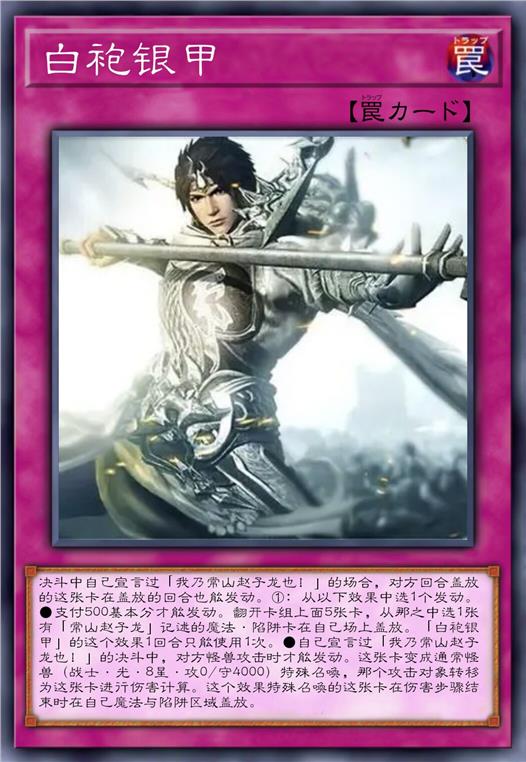 白袍银甲
トラップ
罠
トラップ
【罠カード】
决斗中自己宣言过「我乃常山赵子龙也！」的场合，对方回合盖放
的这张卡在盖放的回合也能发动。①：从以下效果中选1个发动。
●支付500基本分才能发动。翻开卡组上面5张卡，从那之中选1张
有「常山赵子龙」记述的魔法·陷阱卡在自己场上盖放。「白袍银
甲」的这个效果1回合只能使用1次。●自己宣言过「我乃常山赵子
龙也！」的决斗中，对方怪兽攻击时才能发动。这张卡变成通常怪
兽（战士·光·8星·攻0/守4000）特殊召唤，那个攻击对象转移
为这张卡进行伤害计算。这个效果特殊召唤的这张卡在伤害步骤结
束时在自己魔法与陷阱区域盖放。